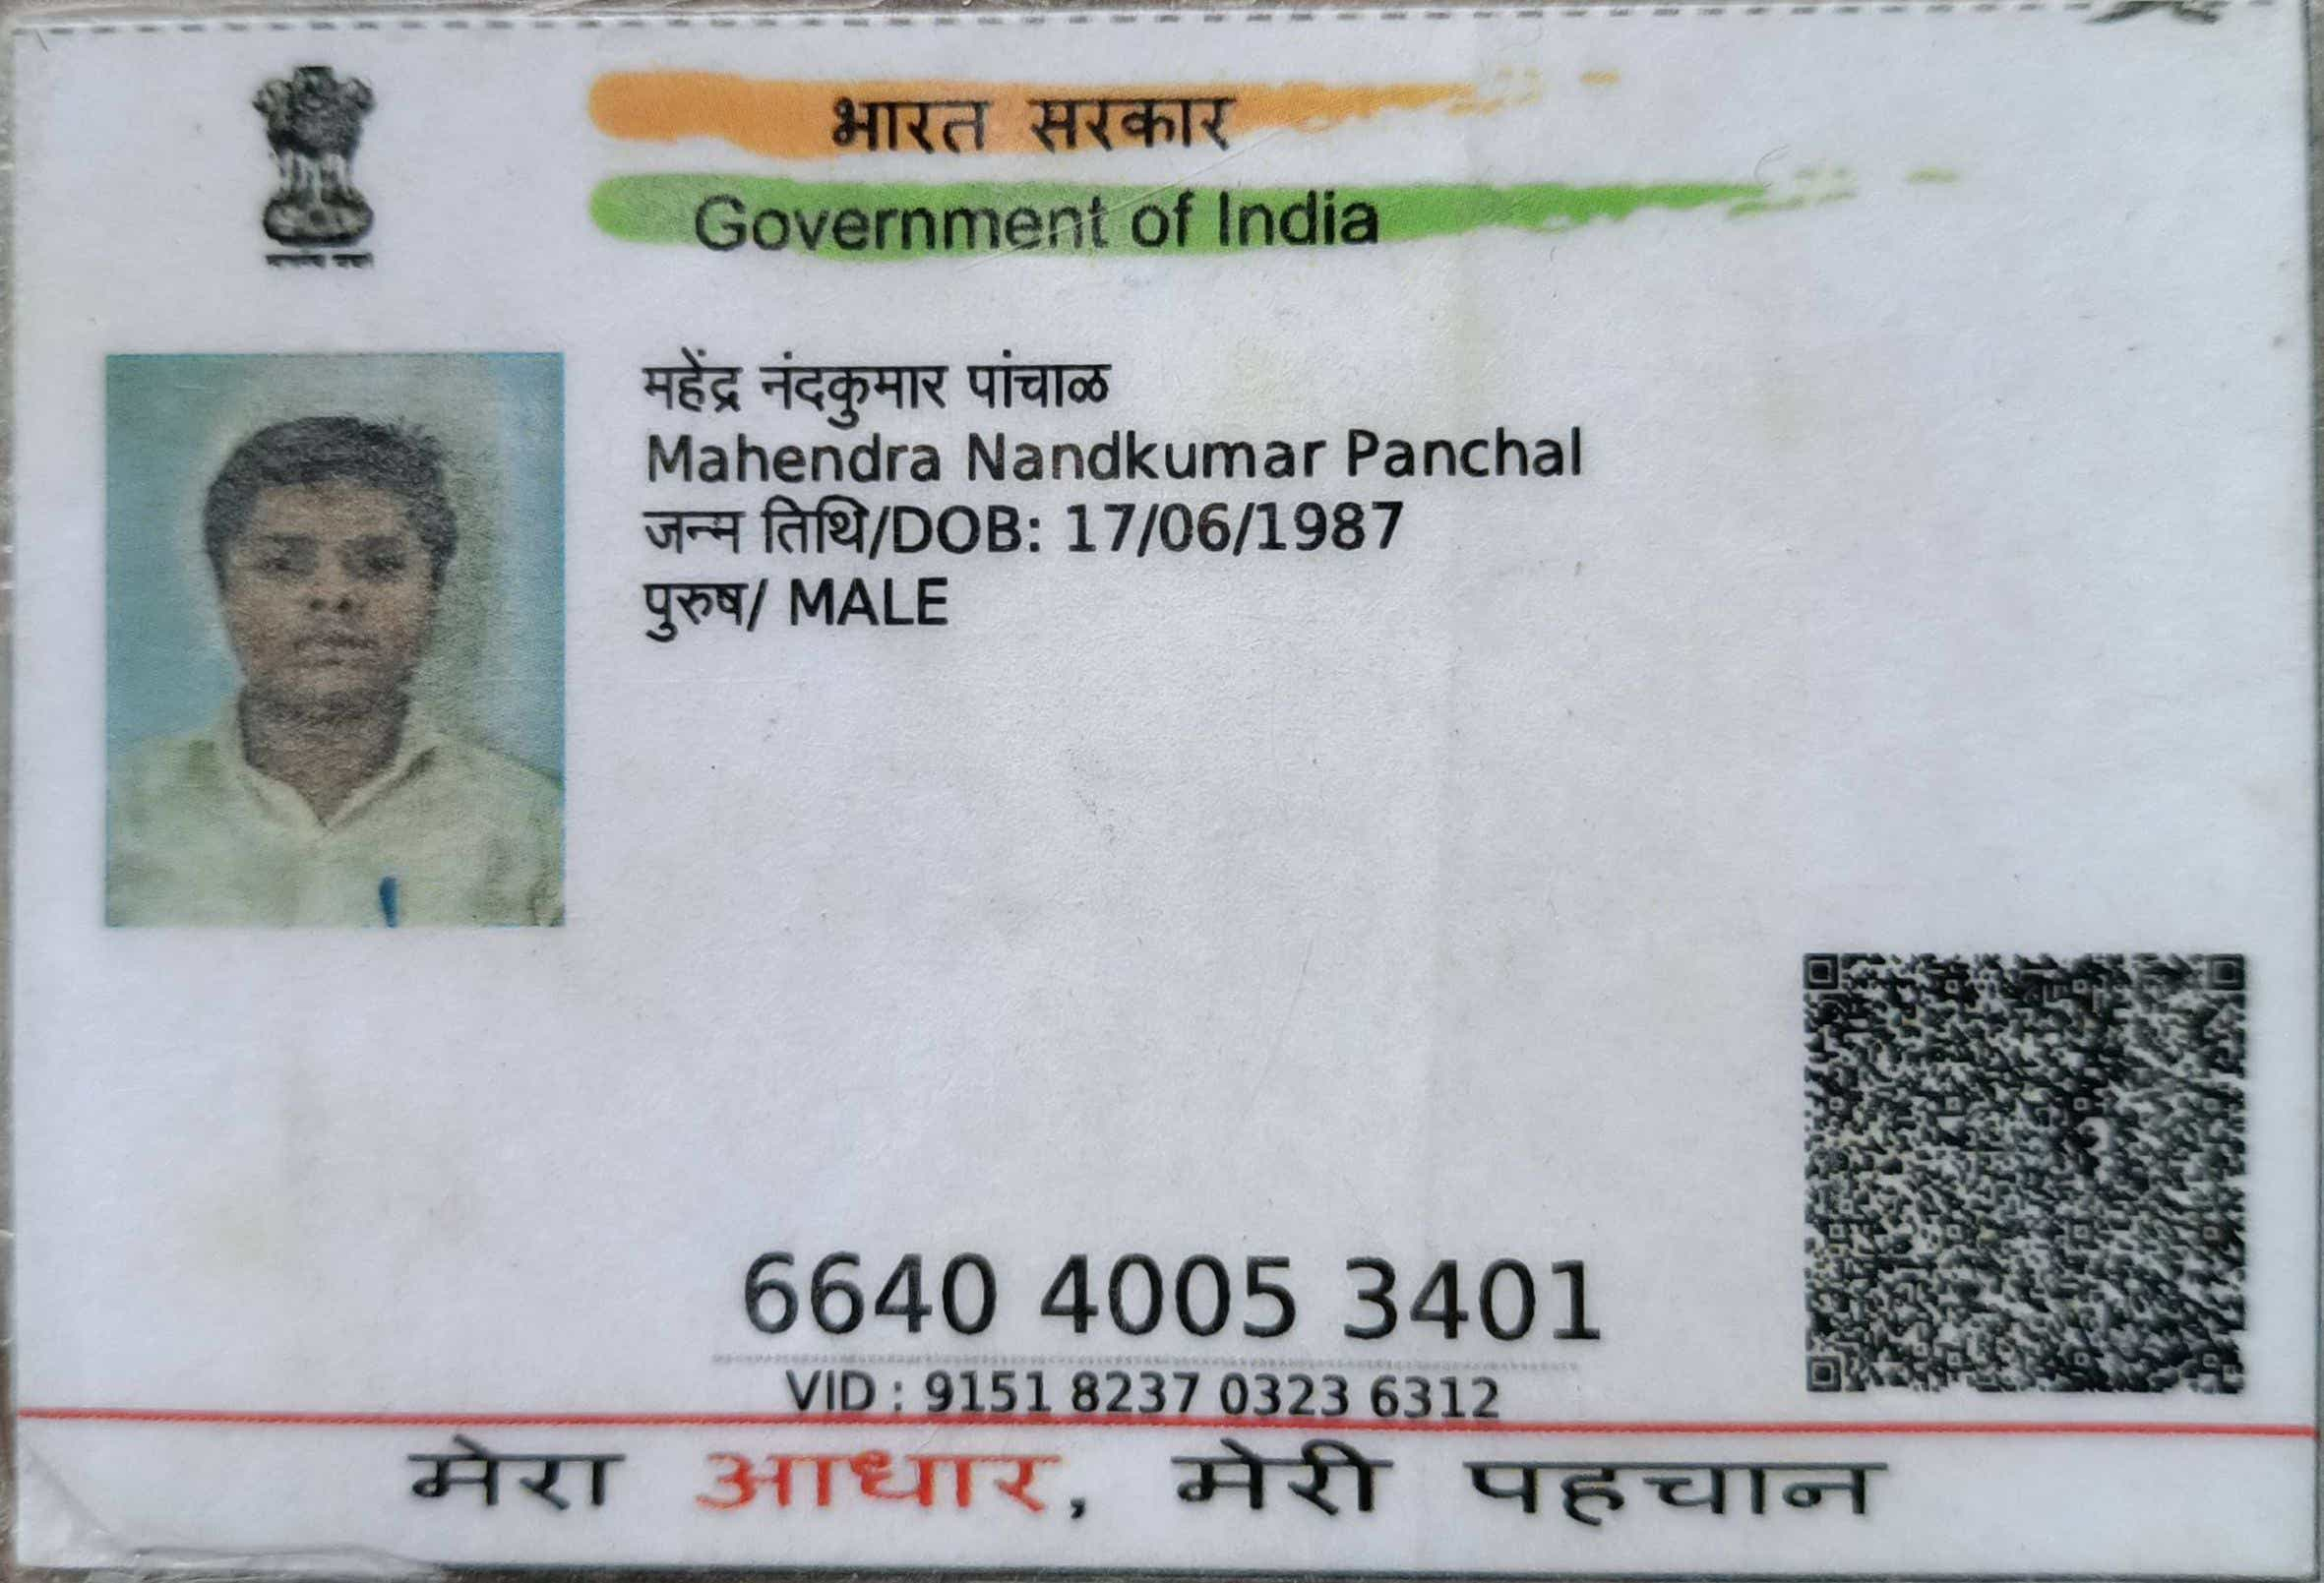 भारत सरकार
Government of India
महेंद्र नंदकुमार पांचाळ
Mahendra Nandkumar Panchal
जन्म तिथि/DOB: 17/06/1987
पुरुष/ MALE
6640 4005 3401
VID : 9151 8237 0323 6312
मेरा आधार, मेरी पहचान